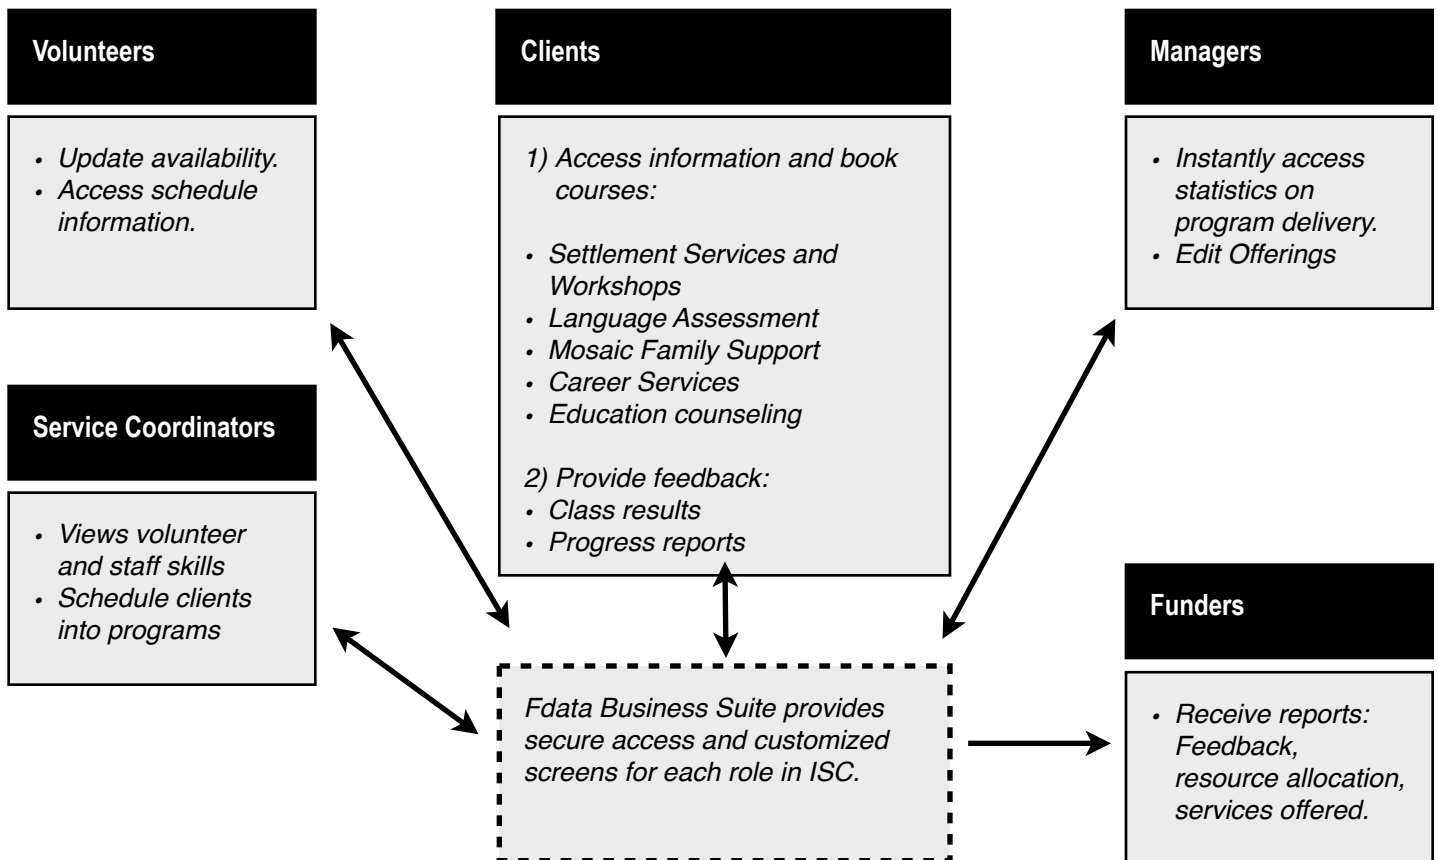 Volunteers
• Update availability.
• Access schedule
information.
Service Coordinators
• Views volunteer
and staff skills
• Schedule clients
into programs
Clients
1) Access information and book
courses:
• Settlement Services and
Workshops
• Language Assessment
• Mosaic Family Support
• Career Services
• Education counseling
2) Provide feedback:
• Class results
• Progress reports
Fdata Business Suite provides
secure access and customized
screens for each role in ISC.
Managers
• Instantly access
statistics on
program delivery.
• Edit Offerings
Funders
• Receive reports:
Feedback,
resource allocation,
services offered.